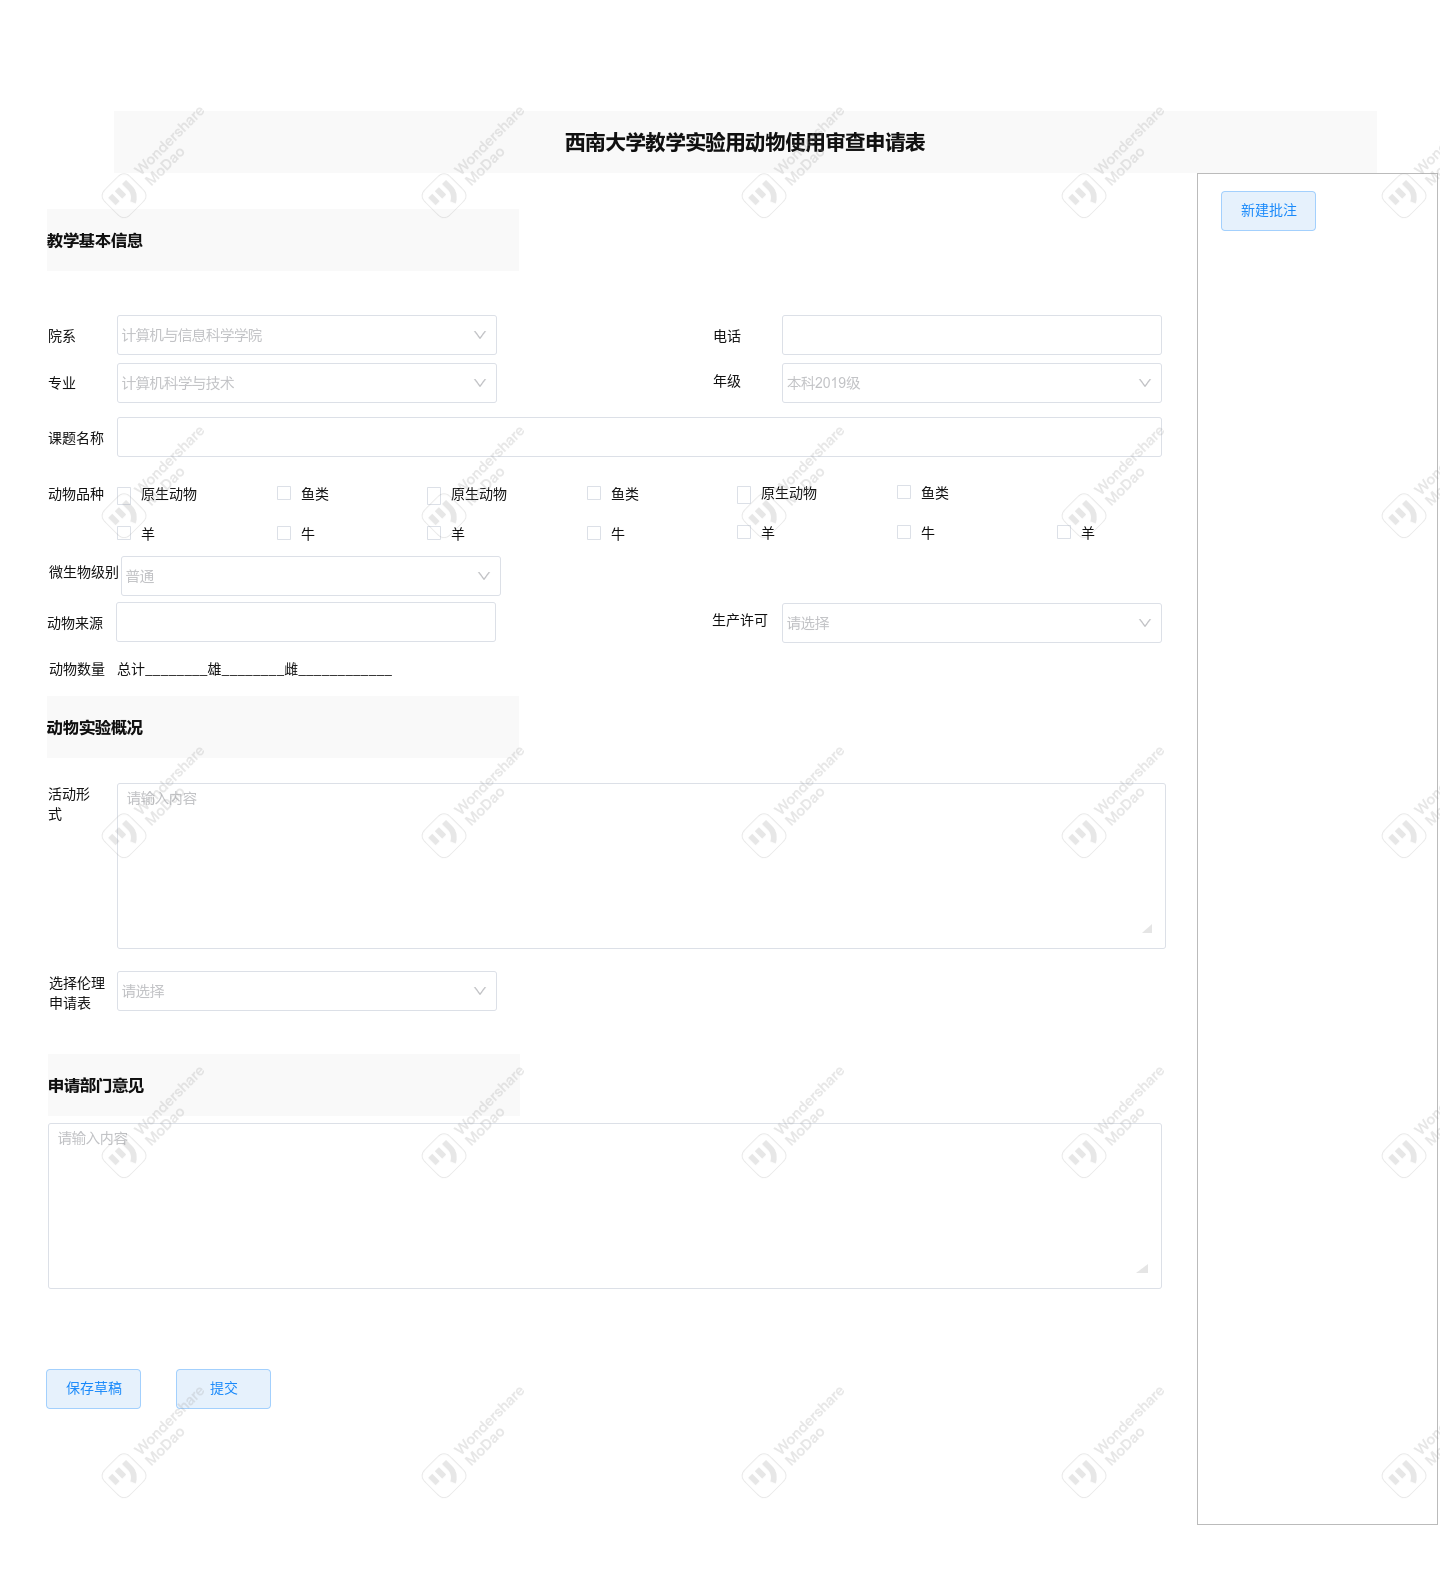 西南大学教学实验用动物使用审查申请表
新建批注
教学基本信息
院系 计算机与信息科学学院 电话
专业 计算机科学与技术 年级 本科2019级
课题名称
动物品种 原生动物 鱼类 原生动物 鱼类 原生动物 鱼类
羊 牛 羊 牛 羊 牛 羊
微生物级别 普通
动物来源 生产许可 请选择
动物数量 总计________雄________雌____________
动物实验概况
活动形
式
请输入内容
选择伦理
申请表
请选择
申请部门意见
请输入内容
保存草稿 提交
Wondershare
MoDao